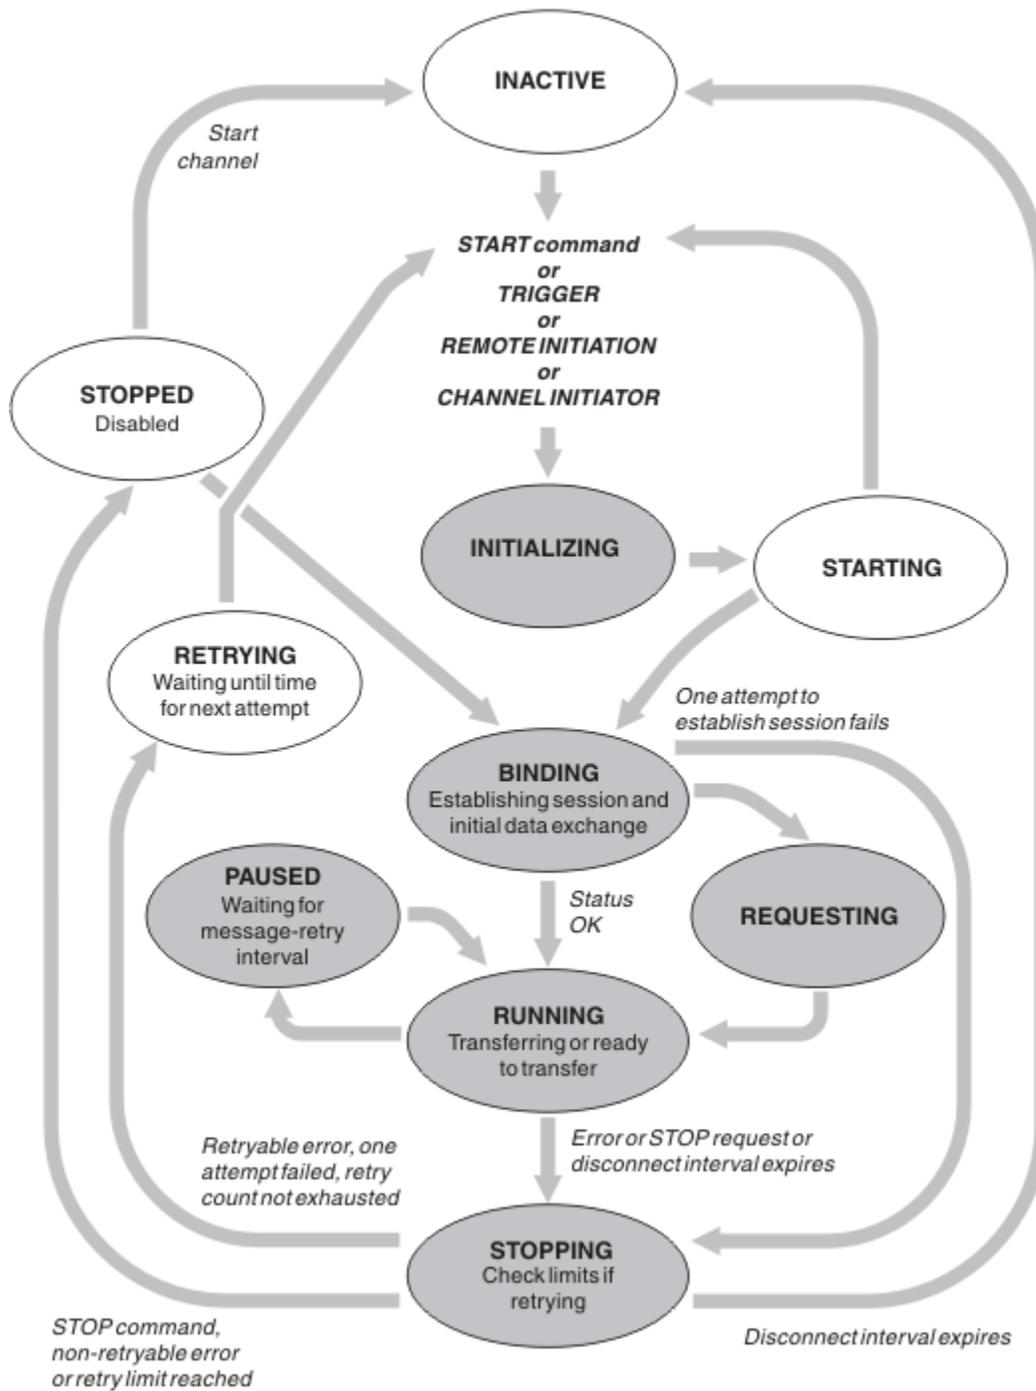 INACTIVE
Start
channel
START command
or
TRIGGER
or
REMOTE INITIATION
or
CHANNEL INITIATOR
STOPPED
Disabled
INITIALIZING
STARTING
RETRYING
Waiting until time
for next attempt
One attempt to
establish session fails
BINDING
Establishing session and
initial data exchange
PAUSED
Waiting for
message-retry
interval
Status
OK
REQUESTING
RUNNING
Transferring or ready
to transfer
Retryable error, one
attempt failed, retry
count not exhausted
Error or STOP request or
disconnect interval expires
STOPPING
Check limits if
retrying
STOP command,
non-retryable error
or retry limit reached
Disconnect interval expires